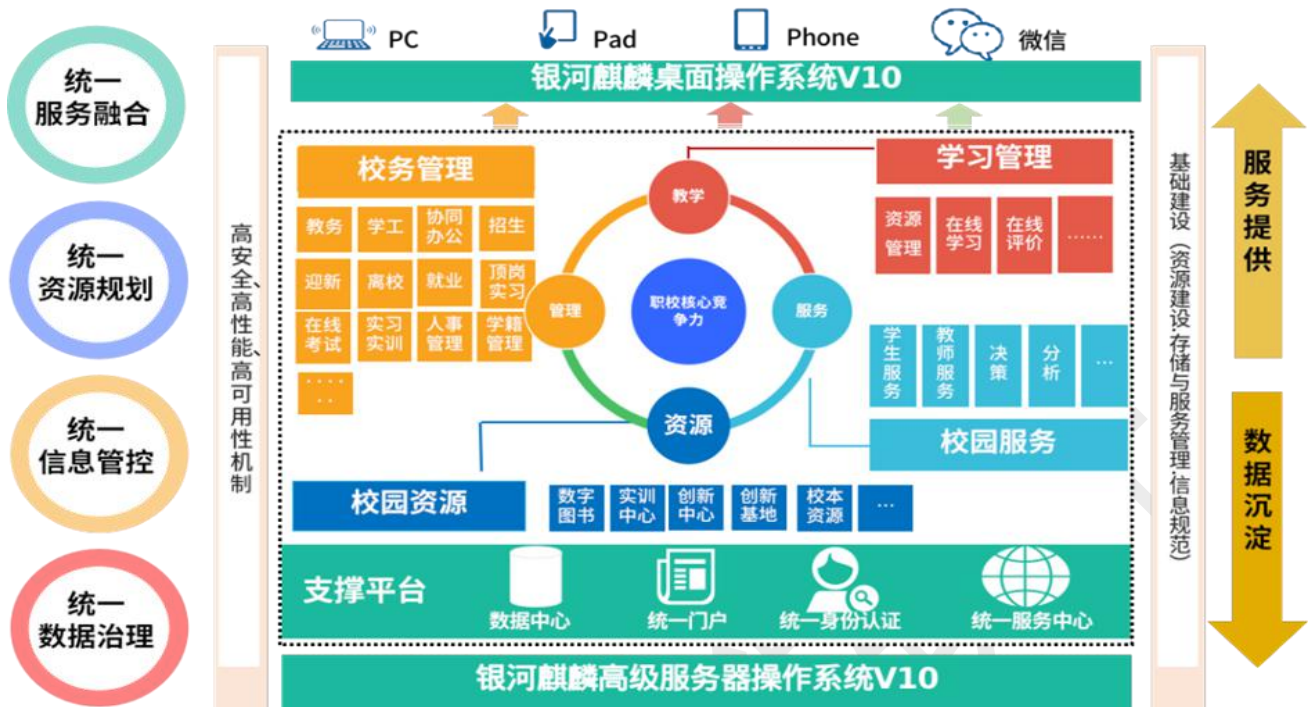 PC
Pad
Phone
微信
银河麒麟桌面操作系统V10
统一
服务融合
统一
资源规划
统一
信息管控
统一
数据治理
高安全、高性能、高可用性机制
校务管理
教务
学工
协同
办公
招生
迎新
离校
就业
顶岗
实习
在线
考试
实习
实训
人事
管理
学籍
管理
......
教学
管理
职校核心竞
争力
服务
资源
学习管理
资源
管理
在线
学习
在线
评价
......
学生服务
教师服务
决策
分析
...
校园服务
校园资源
数字
图书
实训
中心
创新
中心
创新
基地
校本
资源
...
支撑平台
数据中心
统一门户
统一身份认证
统一服务中心
银河麒麟高级服务器操作系统V10
基础建设（资源建设·存储与服务管理 信息规范）
服务提供
数据沉淀